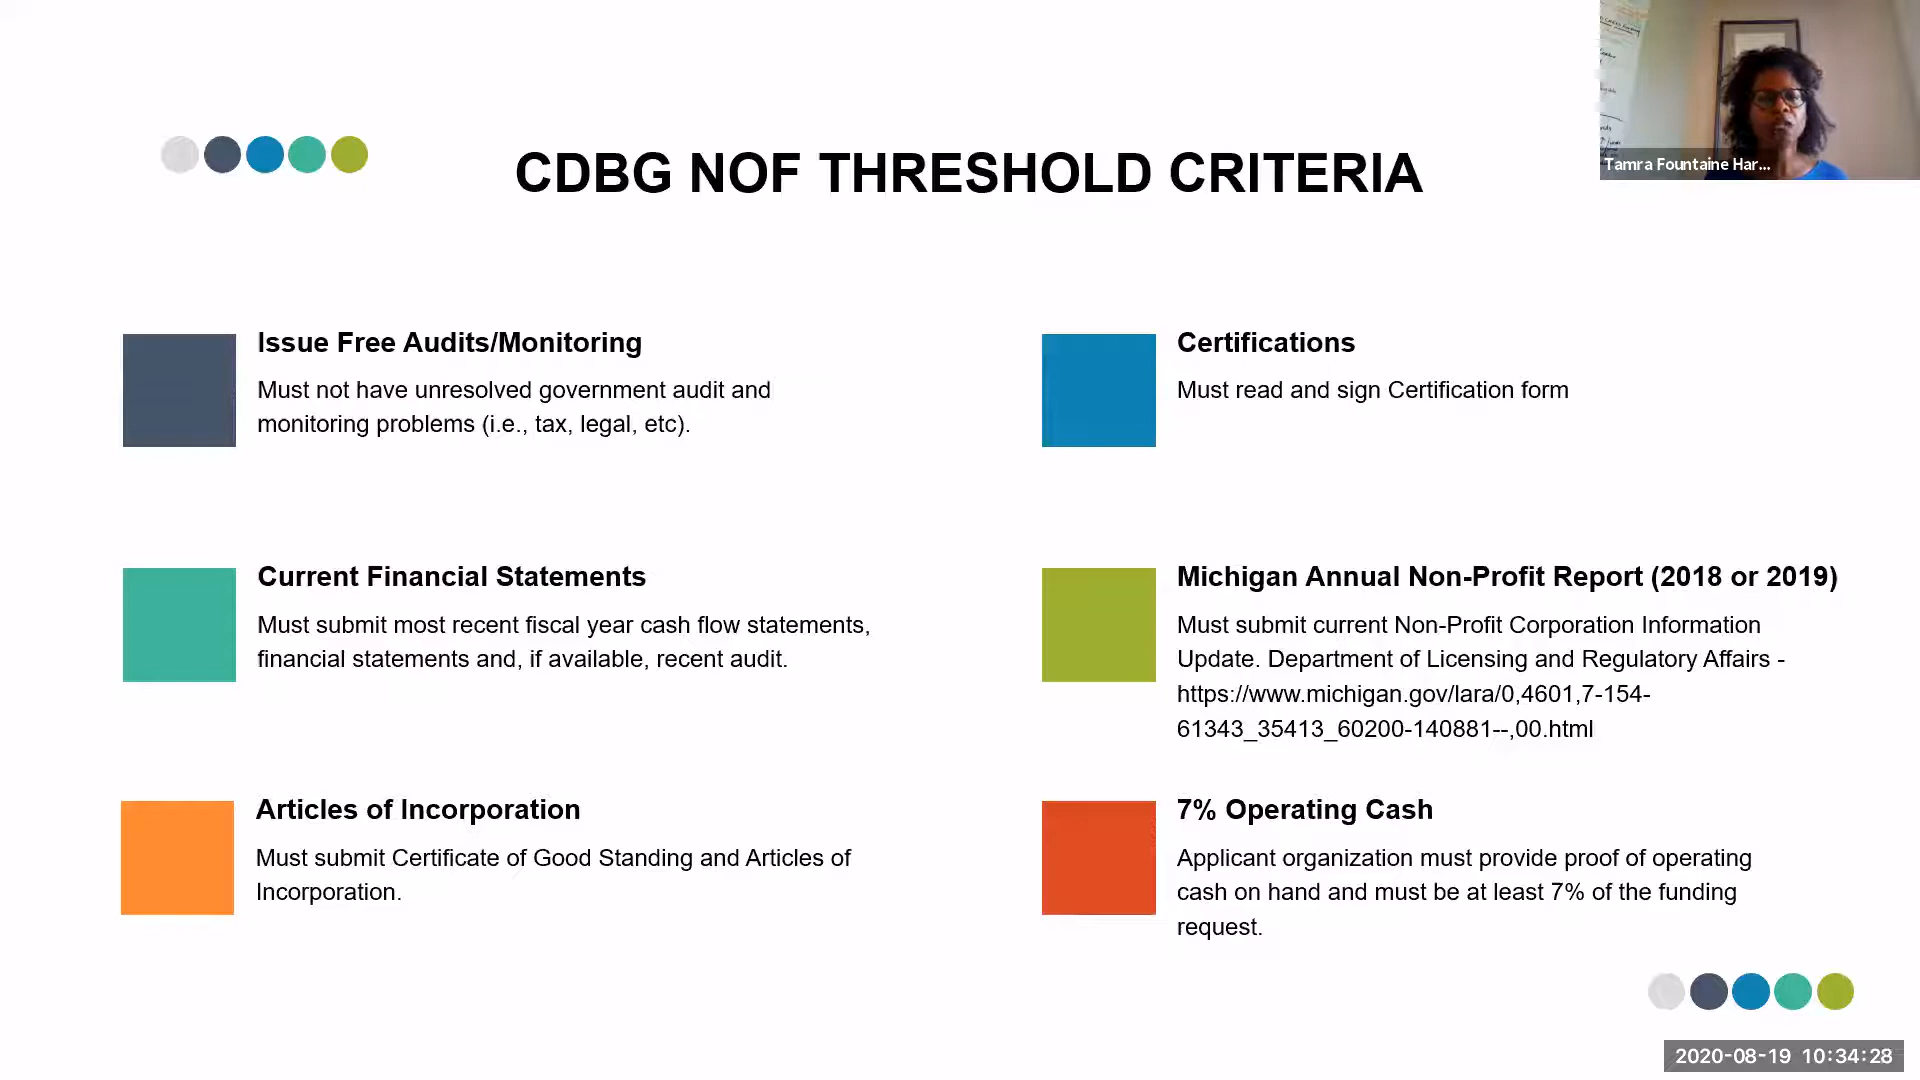 CDBG NOF THRESHOLD CRITERIA
Tamra Fountaine Har...
Issue Free Audits/Monitoring
Must not have unresolved government audit and
monitoring problems (i.e., tax, legal, etc).
Certifications
Must read and sign Certification form
Current Financial Statements
Must submit most recent fiscal year cash flow statements,
financial statements and, if available, recent audit.
Michigan Annual Non-Profit Report (2018 or 2019)
Must submit current Non-Profit Corporation Information
Update. Department of Licensing and Regulatory Affairs -
https://www.michigan.gov/lara/0,4601,7-154-
61343_35413_60200-140881--,00.html
Articles of Incorporation
Must submit Certificate of Good Standing and Articles of
Incorporation.
7% Operating Cash
Applicant organization must provide proof of operating
cash on hand and must be at least 7% of the funding
request.
2020-08-19 10:34:28